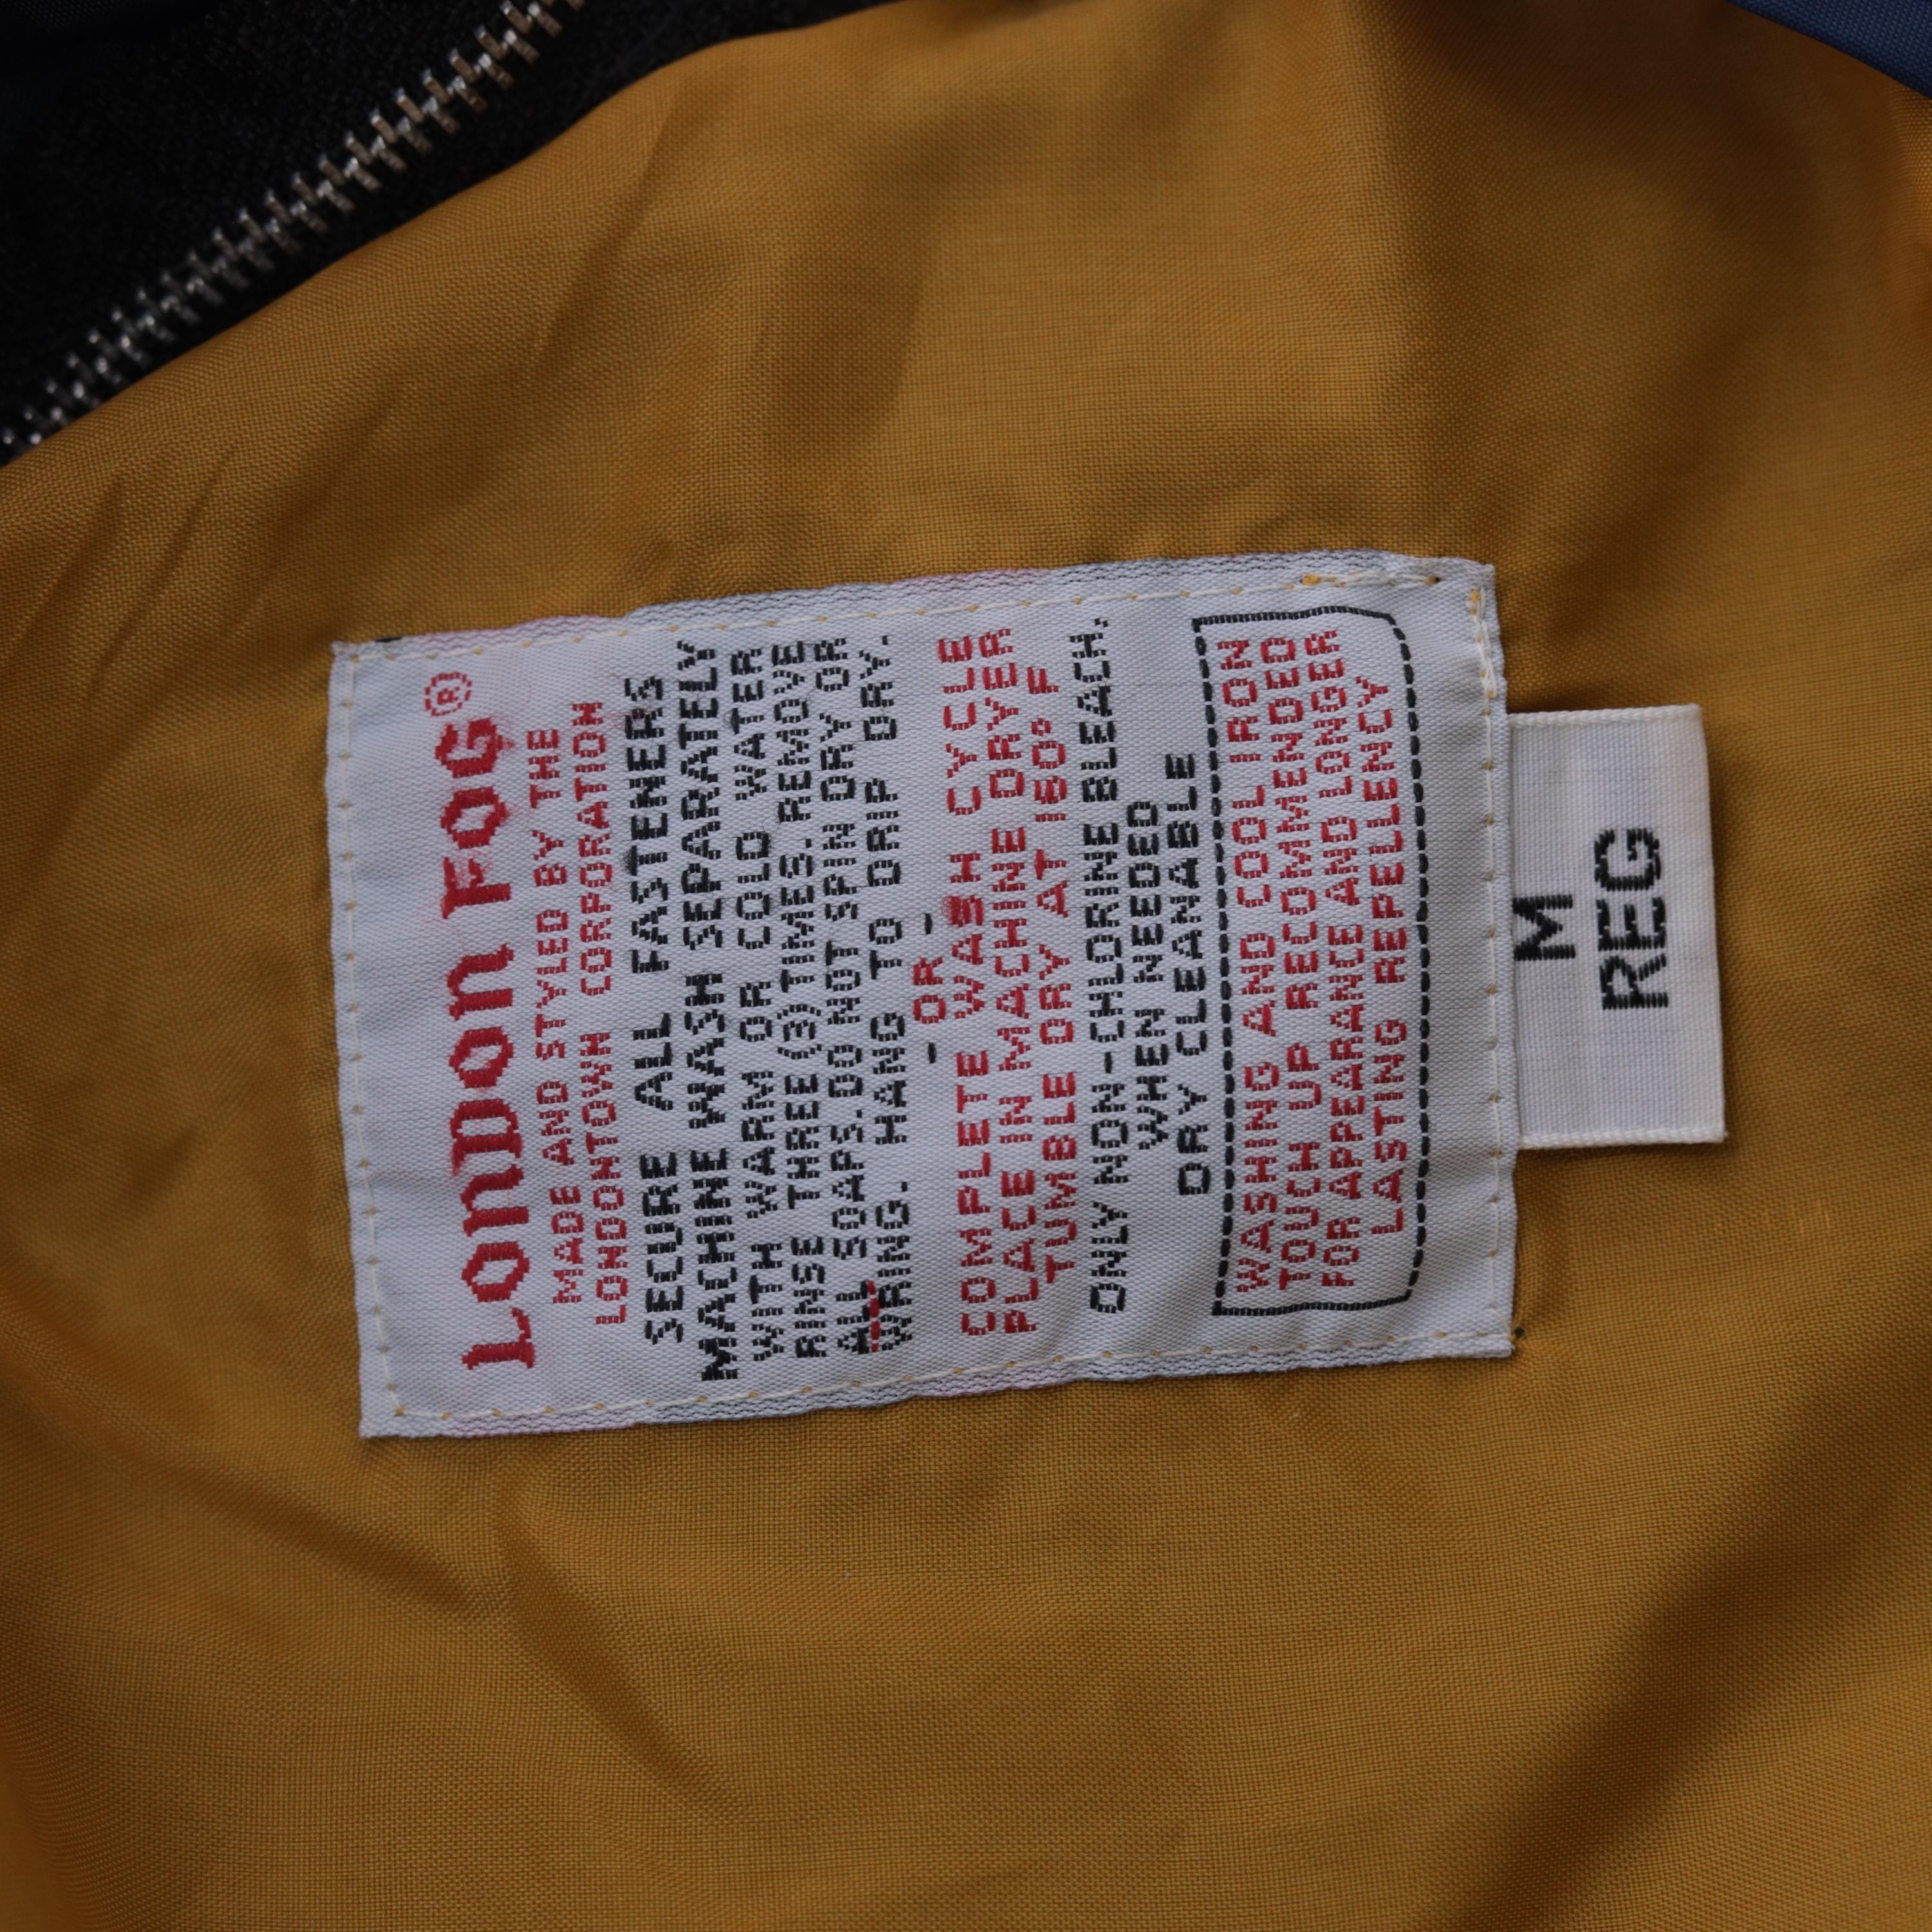 LONDON FOG®
MADE AND STYLED BY THE
LONDONTOWN CORPORATION
SECURE ALL FASTENERS
MACHINE WASH SEPARATELY
WITH WARM OR COLD WATER
RINSE THREE (3) TIMES. REMOVE
ALL SOAPS. DO NOT SPIN DRY OR
WRING. HANG TO DRIP DRY.
- OR -
COMPLETE WASH CYCLE
PLACE IN MACHINE DRYER
TUMBLE DRY AT 160° F
ONLY NON-CHLORINE BLEACH,
WHEN NEEDED
DRY CLEANABLE
WASHING AND COOL IRON
TOUCH UP RECOMMENDED
FOR APPEARANCE AND LONGER
LASTING REPELLENCY
M
REG